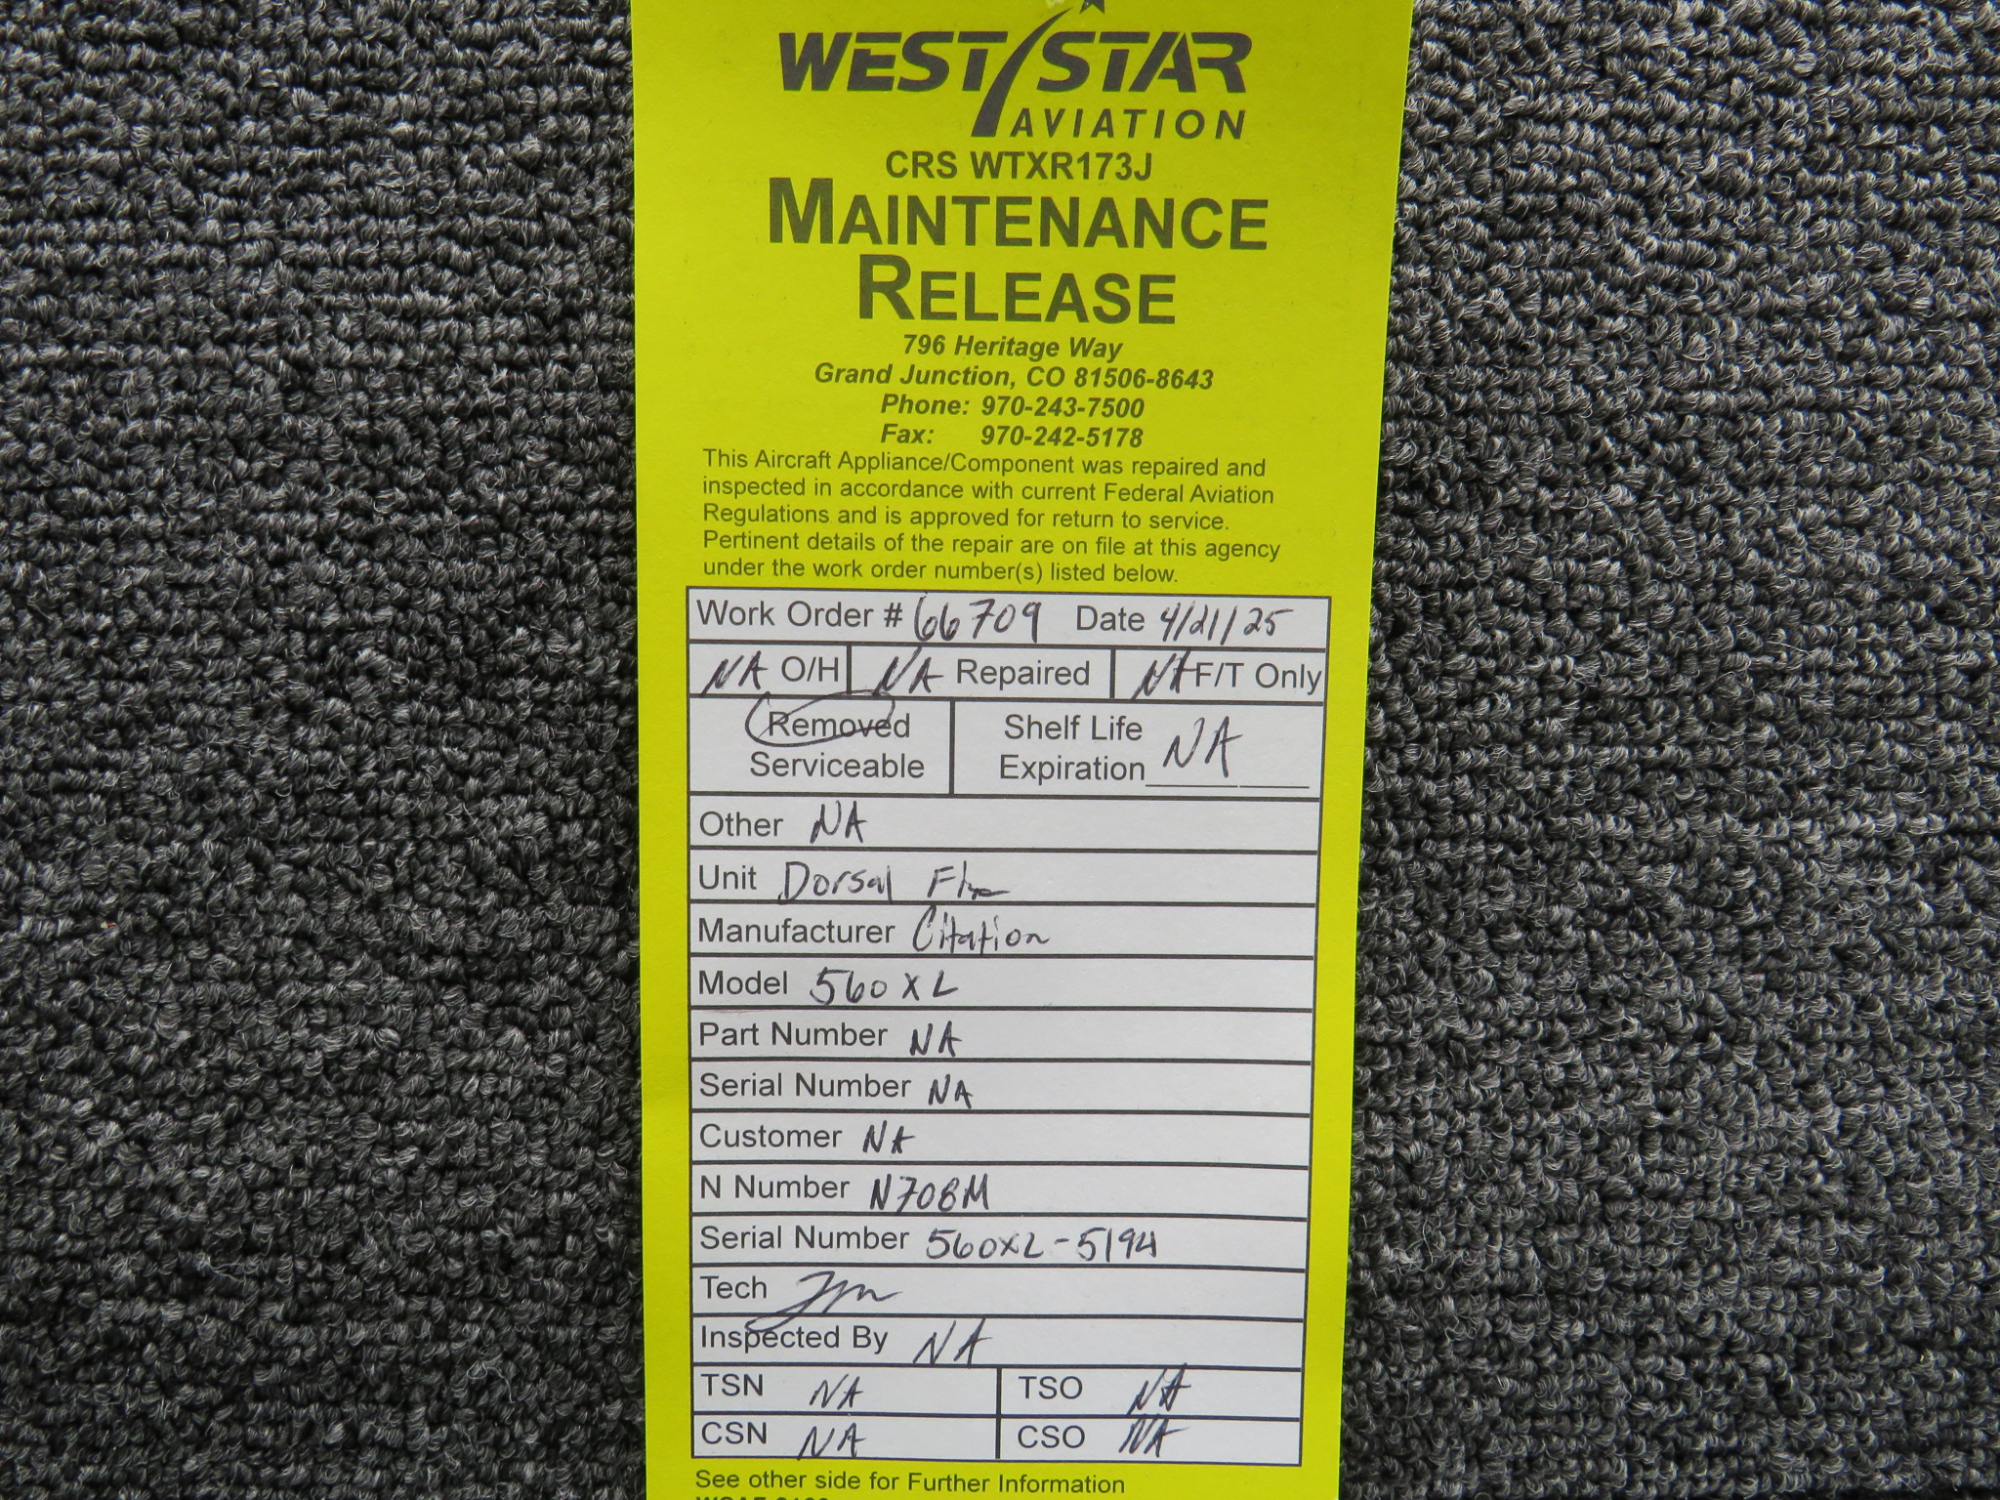 WEST STAR
AVIATION
CRS WTXR173J
MAINTENANCE
RELEASE
796 Heritage Way
Grand Junction, CO 81506-8643
Phone: 970-243-7500
Fax: 970-242-5178
This Aircraft Appliance/Component was repaired and
inspected in accordance with current Federal Aviation
Regulations and is approved for return to service.
Pertinent details of the repair are on file at this agency
under the work order number(s) listed below.
Work Order # 66709 Date 4/21/25
NA O/H NA Repaired NA F/T Only
Removed Shelf Life
Serviceable Expiration NA
Other NA
Unit Dorsal
Manufacturer Citation
Model 560XL
Part Number NA
Serial Number NA
Customer NA
N Number N708M
Serial Number 560XL-5194
Tech
Inspected By NA
TSN NA TSO NA
CSN NA CSO NA
See other side for Further Information